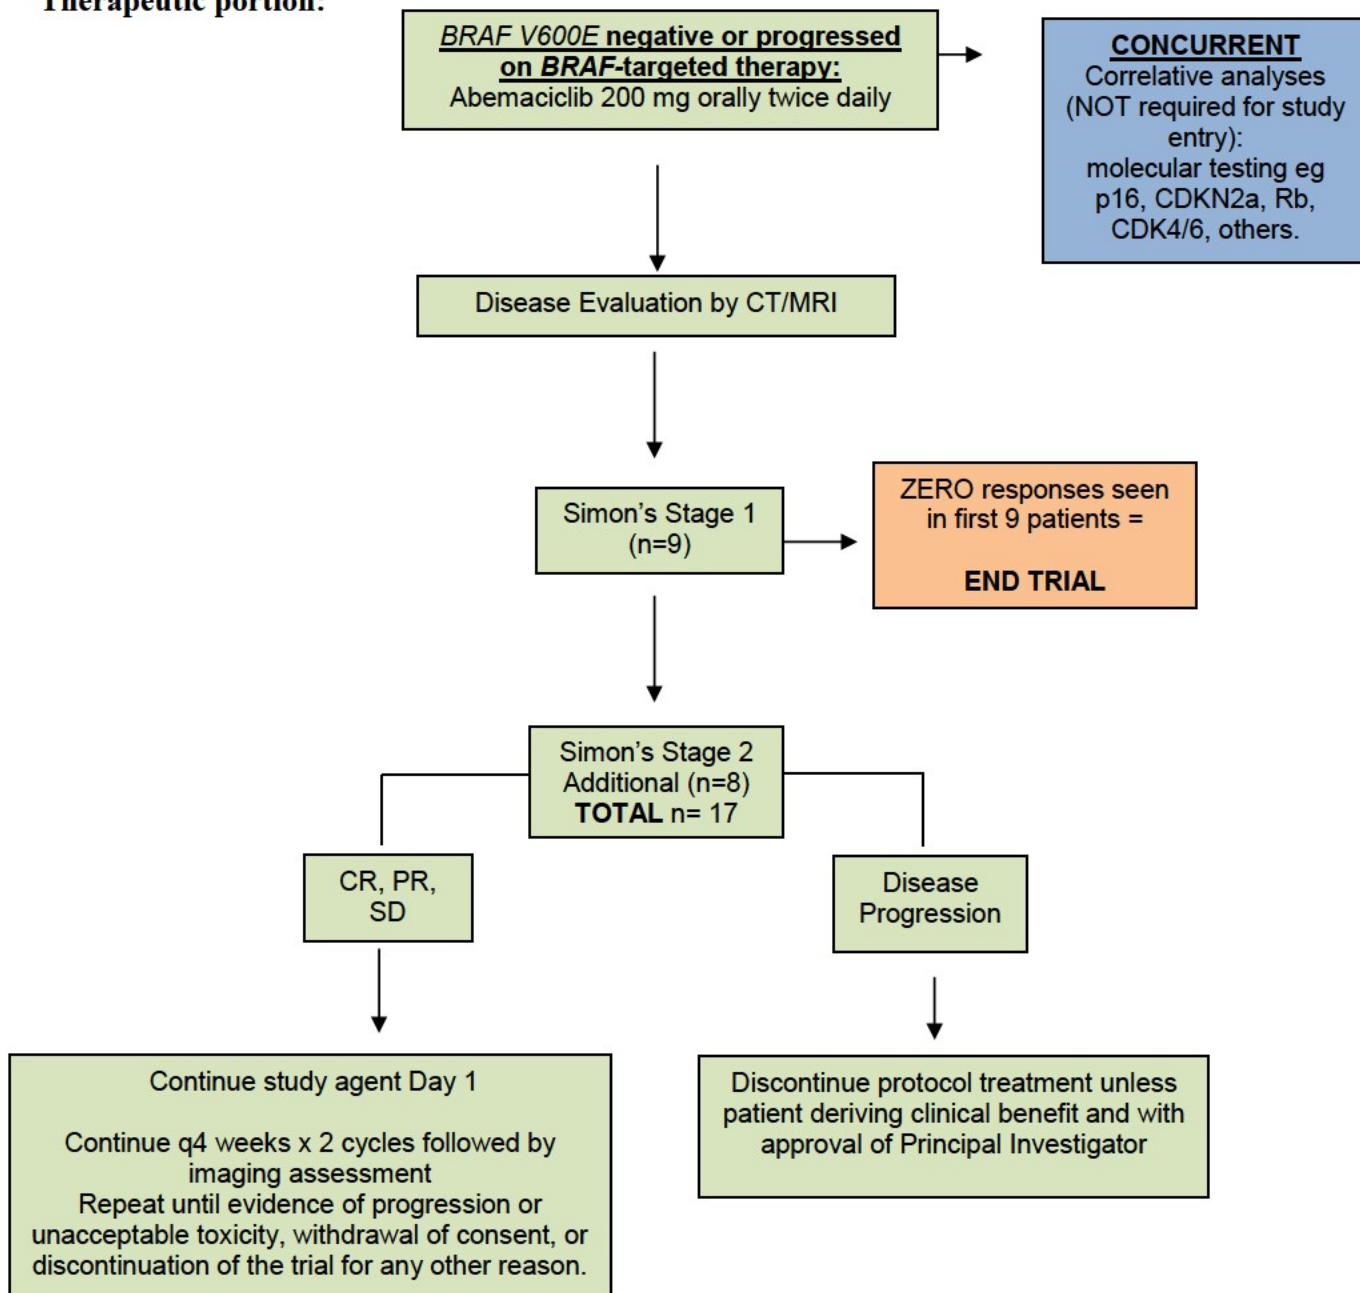 Therapeutic portion:
BRAF V600E negative or progressed
on BRAF-targeted therapy:
Abemaciclib 200 mg orally twice daily
CONCURRENT
Correlative analyses
(NOT required for study
entry):
molecular testing eg
p16, CDKN2a, Rb,
CDK4/6, others.
Disease Evaluation by CT/MRI
Simon’s Stage 1
(n=9)
ZERO responses seen
in first 9 patients =
END TRIAL
Simon’s Stage 2
Additional (n=8)
TOTAL n= 17
CR, PR,
SD
Disease
Progression
Continue study agent Day 1
Continue q4 weeks x 2 cycles followed by
imaging assessment
Repeat until evidence of progression or
unacceptable toxicity, withdrawal of consent, or
discontinuation of the trial for any other reason.
Discontinue protocol treatment unless
patient deriving clinical benefit and with
approval of Principal Investigator